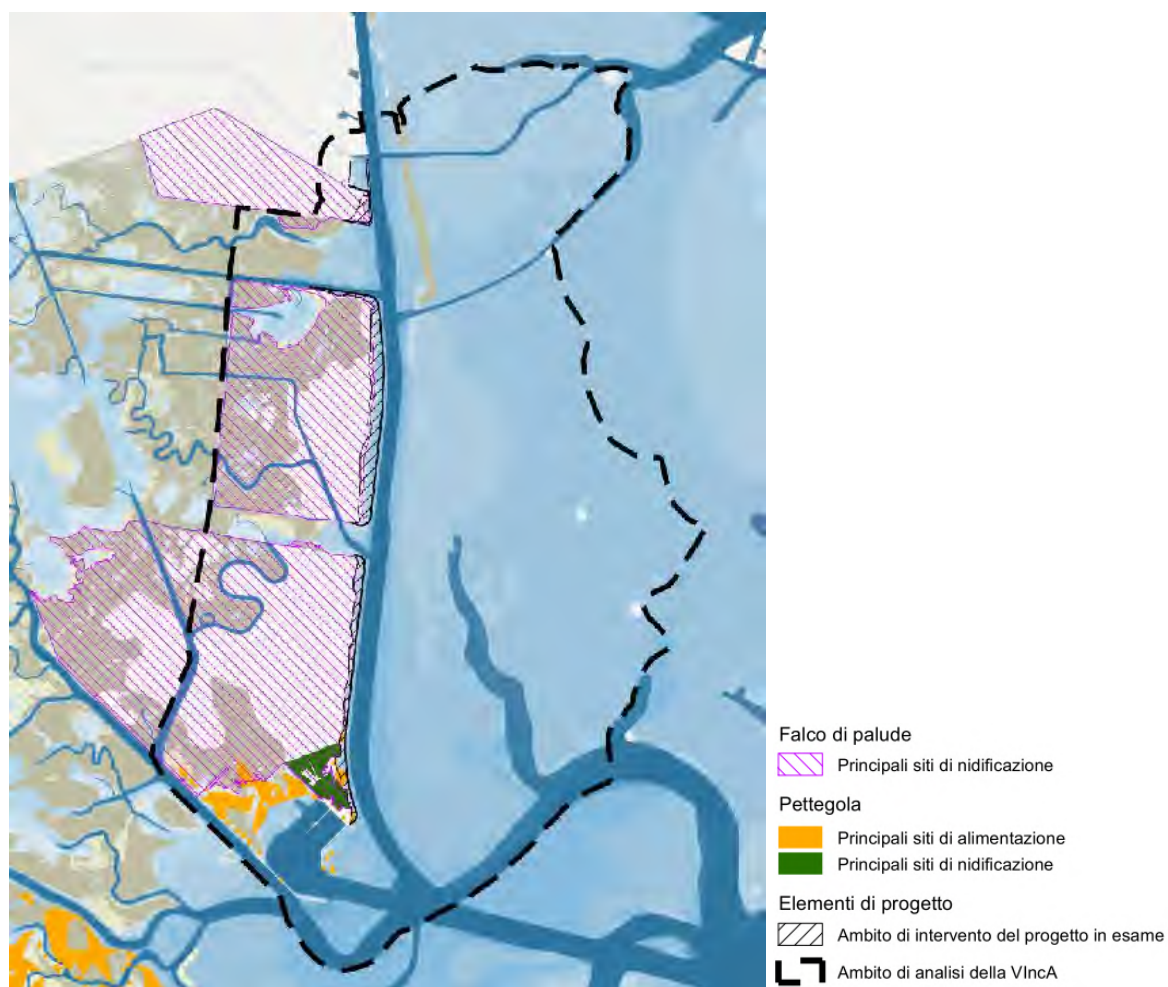 Falco di palude
Principali siti di nidificazione
Pettegola
Principali siti di alimentazione
Principali siti di nidificazione
Elementi di progetto
Ambito di intervento del progetto in esame
Ambito di analisi della VIncA